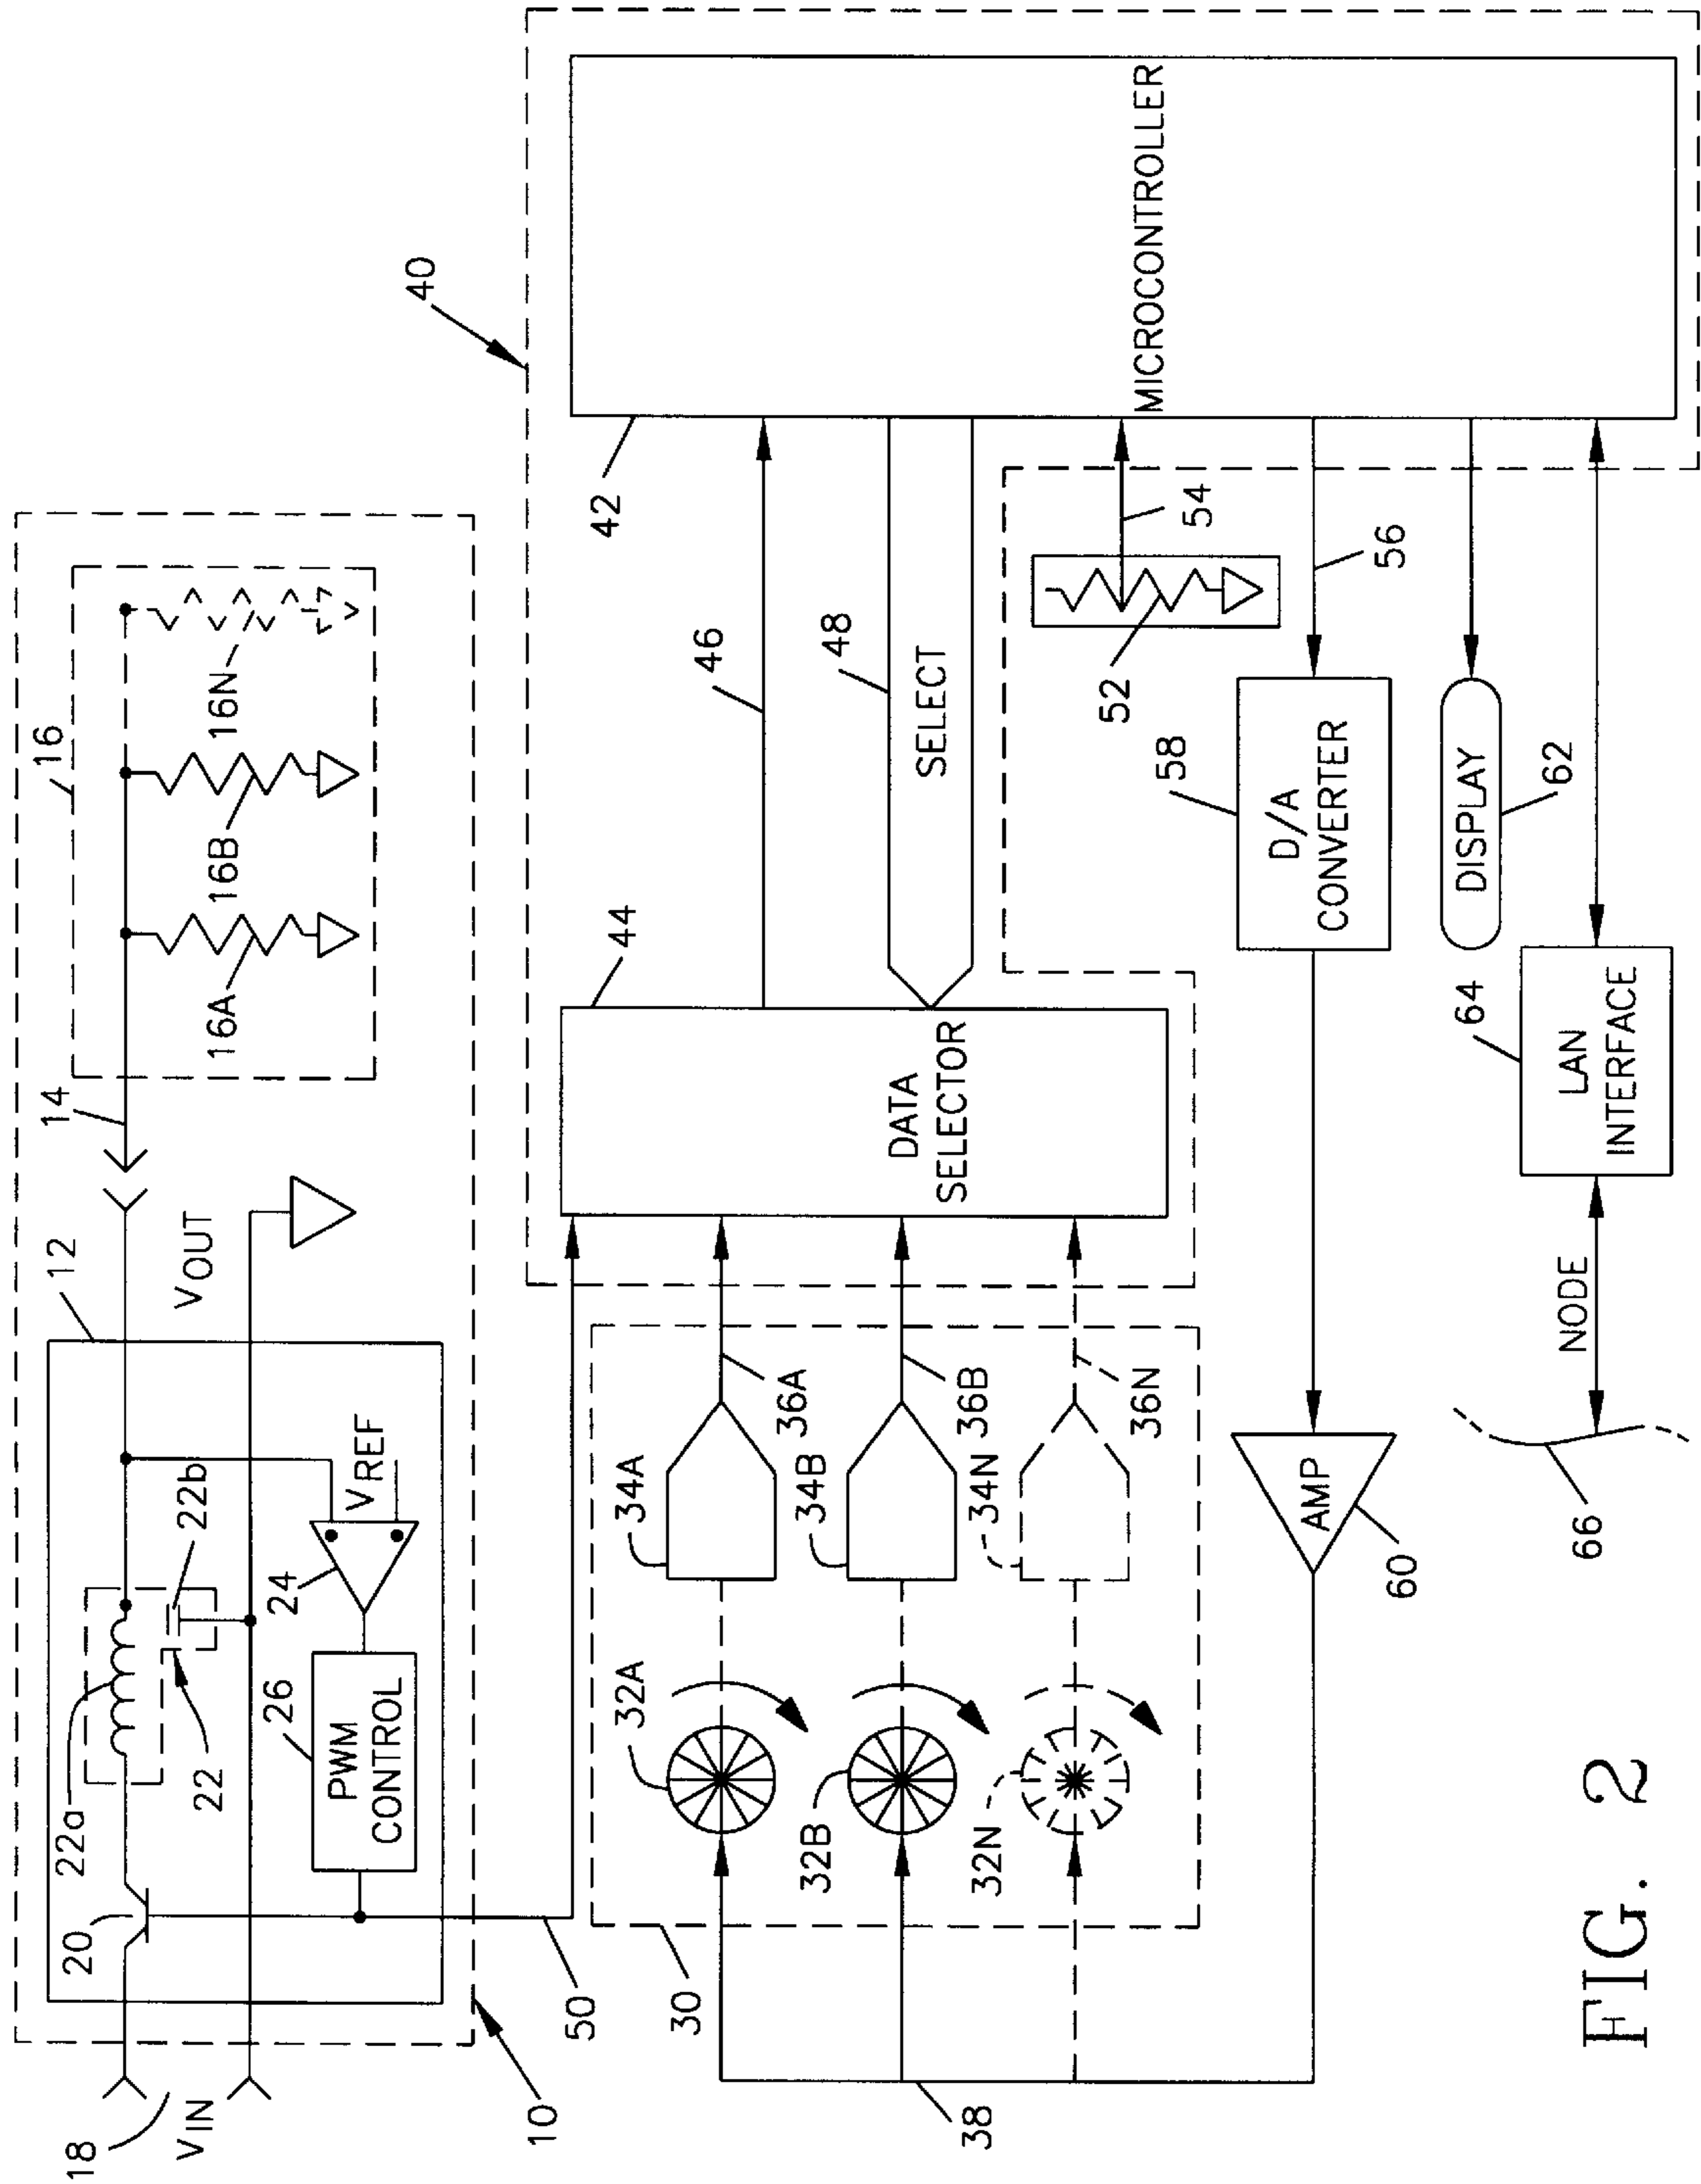 18
VIN
20
22a
22
22b
24
VREF
26
PWM
CONTROL
12
VOUT
14
16
16A
16B
16N
10
50
40
42
MICROCONTROLLER
44
DATA
SELECTOR
46
48
SELECT
30
32A
34A
36A
32B
34B
36B
32N
34N
36N
38
52
54
56
58
D/A
CONVERTER
AMP
60
DISPLAY
62
64
LAN
INTERFACE
NODE
66
FIG. 2